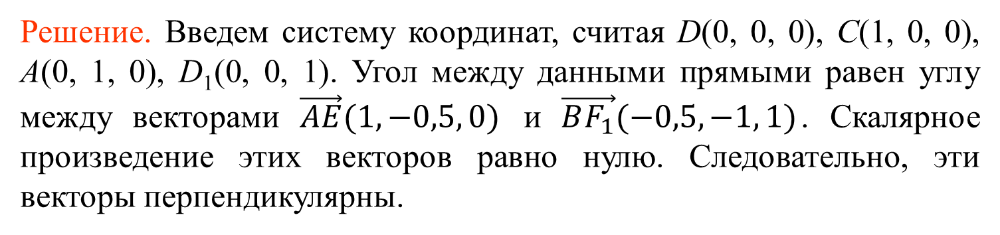 Решение. Введем систему координат, считая D(0, 0, 0), C(1, 0, 0),
A(0, 1, 0), D₁(0, 0, 1). Угол между данными прямыми равен углу
между векторами \overrightarrow{AE}(1, −0,5, 0) и \overrightarrow{BF₁}(−0,5, −1, 1). Скалярное
произведение этих векторов равно нулю. Следовательно, эти
векторы перпендикулярны.